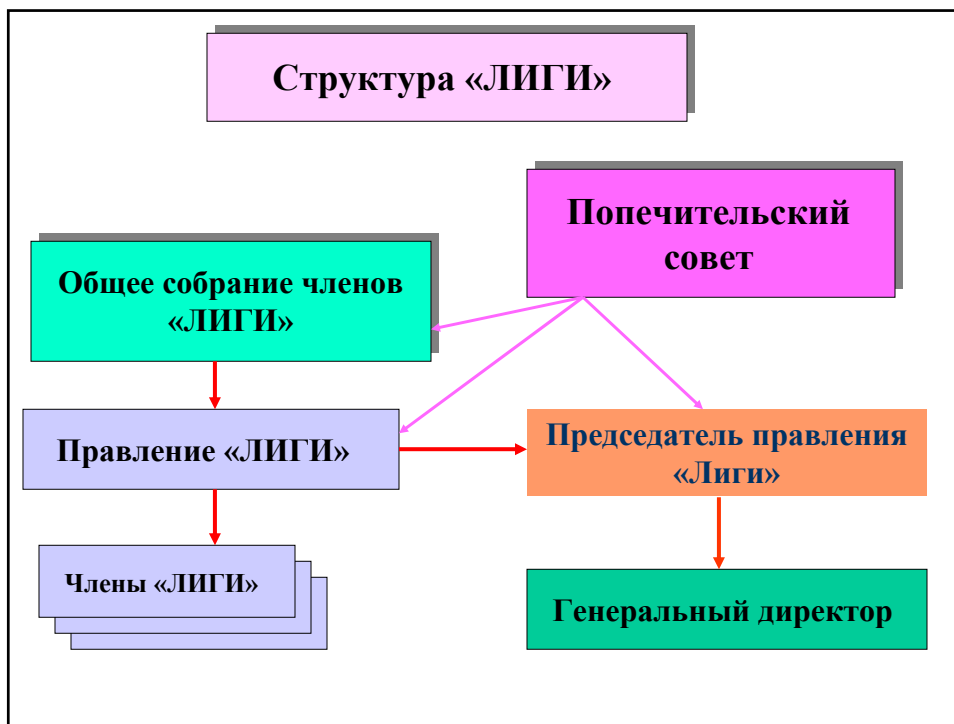 Структура «ЛИГИ»
Попечительский
совет
Общее собрание членов
«ЛИГИ»
Правление «ЛИГИ»
Председатель правления
«Лиги»
Члены «ЛИГИ»
Генеральный директор